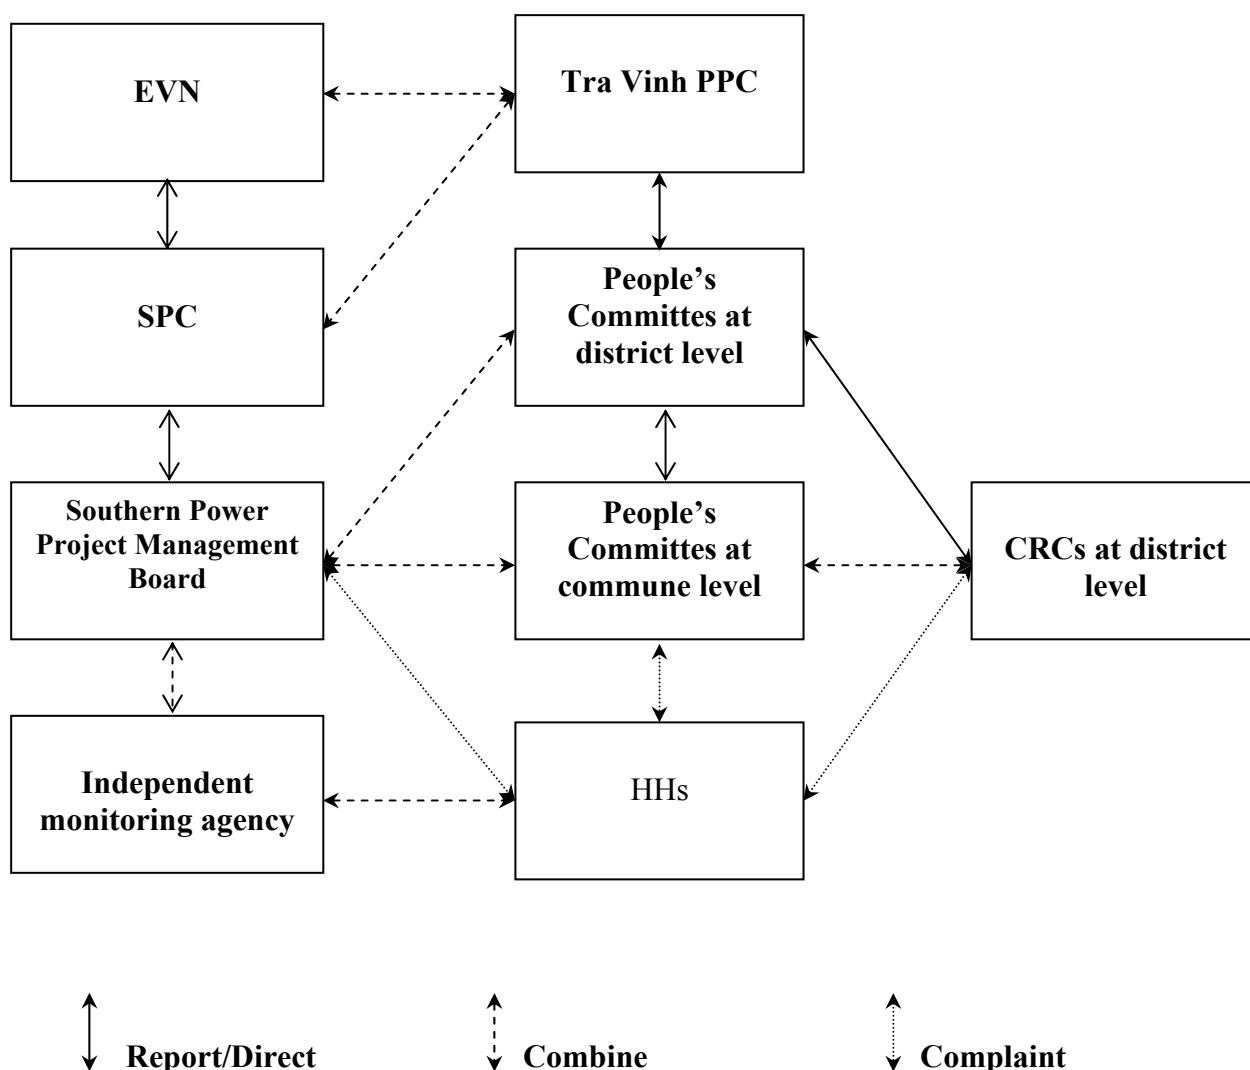 EVN
Tra Vinh PPC
SPC
People’s
Committes at
district level
Southern Power
Project Management
Board
People’s
Committes at
commune level
CRCs at district
level
Independent
monitoring agency
HHs
Report/Direct
Combine
Complaint